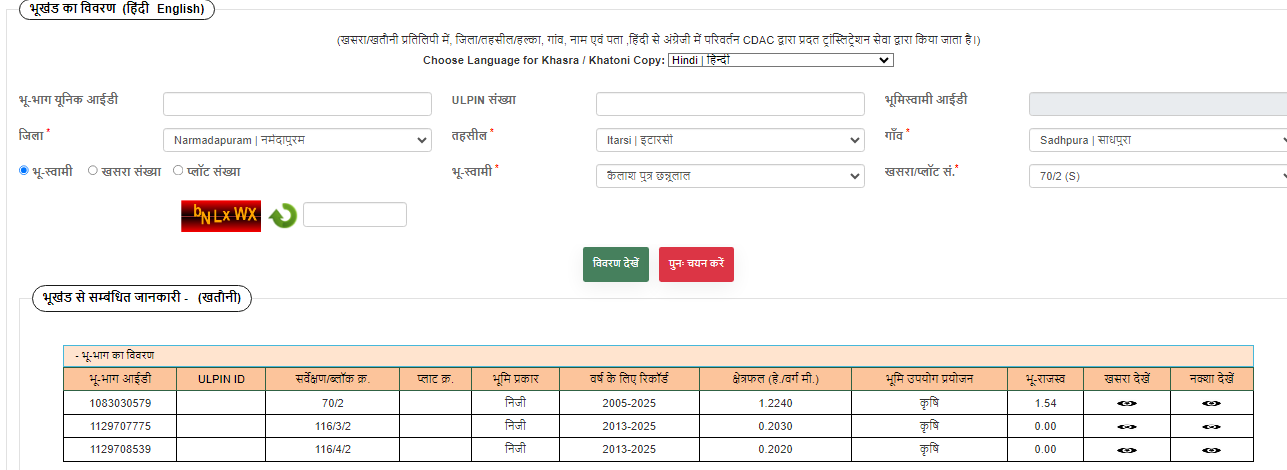 भूखंड का विवरण (हिंदी English)
(खसरा/खतौनी प्रतिलिपी में, जिला/तहसील/हल्का, गांव, नाम एवं पता ,हिंदी से अंग्रेजी में परिवर्तन CDAC द्वारा प्रदत ट्रांस्लिट्रेशन सेवा द्वारा किया जाता है।)
Choose Language for Khasra / Khatoni Copy: Hindi | हिन्दी
भू-भाग यूनिक आईडी ULPIN संख्या भूमिस्वामी आईडी
जिला * Narmadapuram | नर्मदापुरम तहसील * Itarsi | इटारसी गाँव * Sadhpura | साधपुरा
भू-स्वामी खसरा संख्या प्लॉट संख्या भू-स्वामी * कैलाश पुत्र छन्नूलाल खसरा/प्लॉट सं.* 70/2 (S)
bNLxWX
विवरण देखें पुनः चयन करें
भूखंड से सम्बंधित जानकारी - (खतौनी)
- भू-भाग का विवरण
भू-भाग आईडी ULPIN ID सर्वेक्षण/ब्लॉक क्र. प्लाट क्र. भूमि प्रकार वर्ष के लिए रिकॉर्ड क्षेत्रफल (हे./वर्ग मी.) भूमि उपयोग प्रयोजन भू-राजस्व खसरा देखें नक्शा देखें
1083030579 70/2 निजी 2005-2025 1.2240 कृषि 1.54
1129707775 116/3/2 निजी 2013-2025 0.2030 कृषि 0.00
1129708539 116/4/2 निजी 2013-2025 0.2020 कृषि 0.00